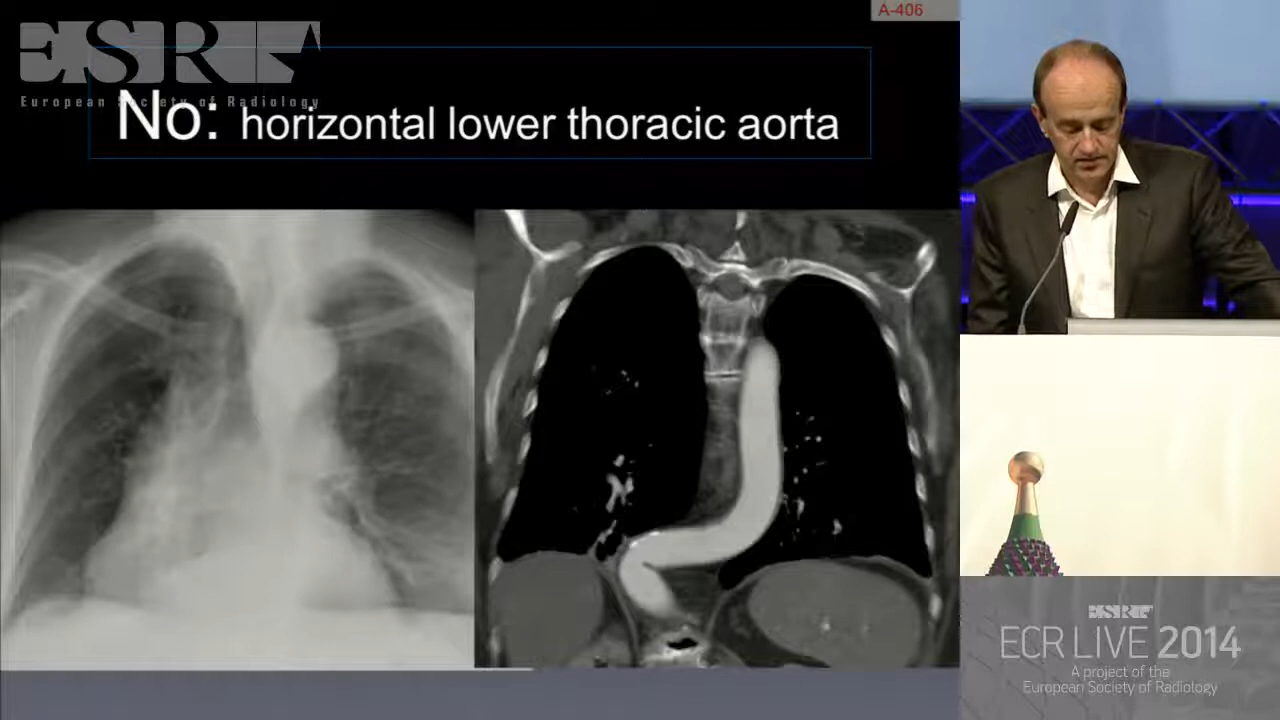 A-406
ESR
European Society of Radiology
No: horizontal lower thoracic aorta
ESR
ECR LIVE 2014
A project of the
European Society of Radiology